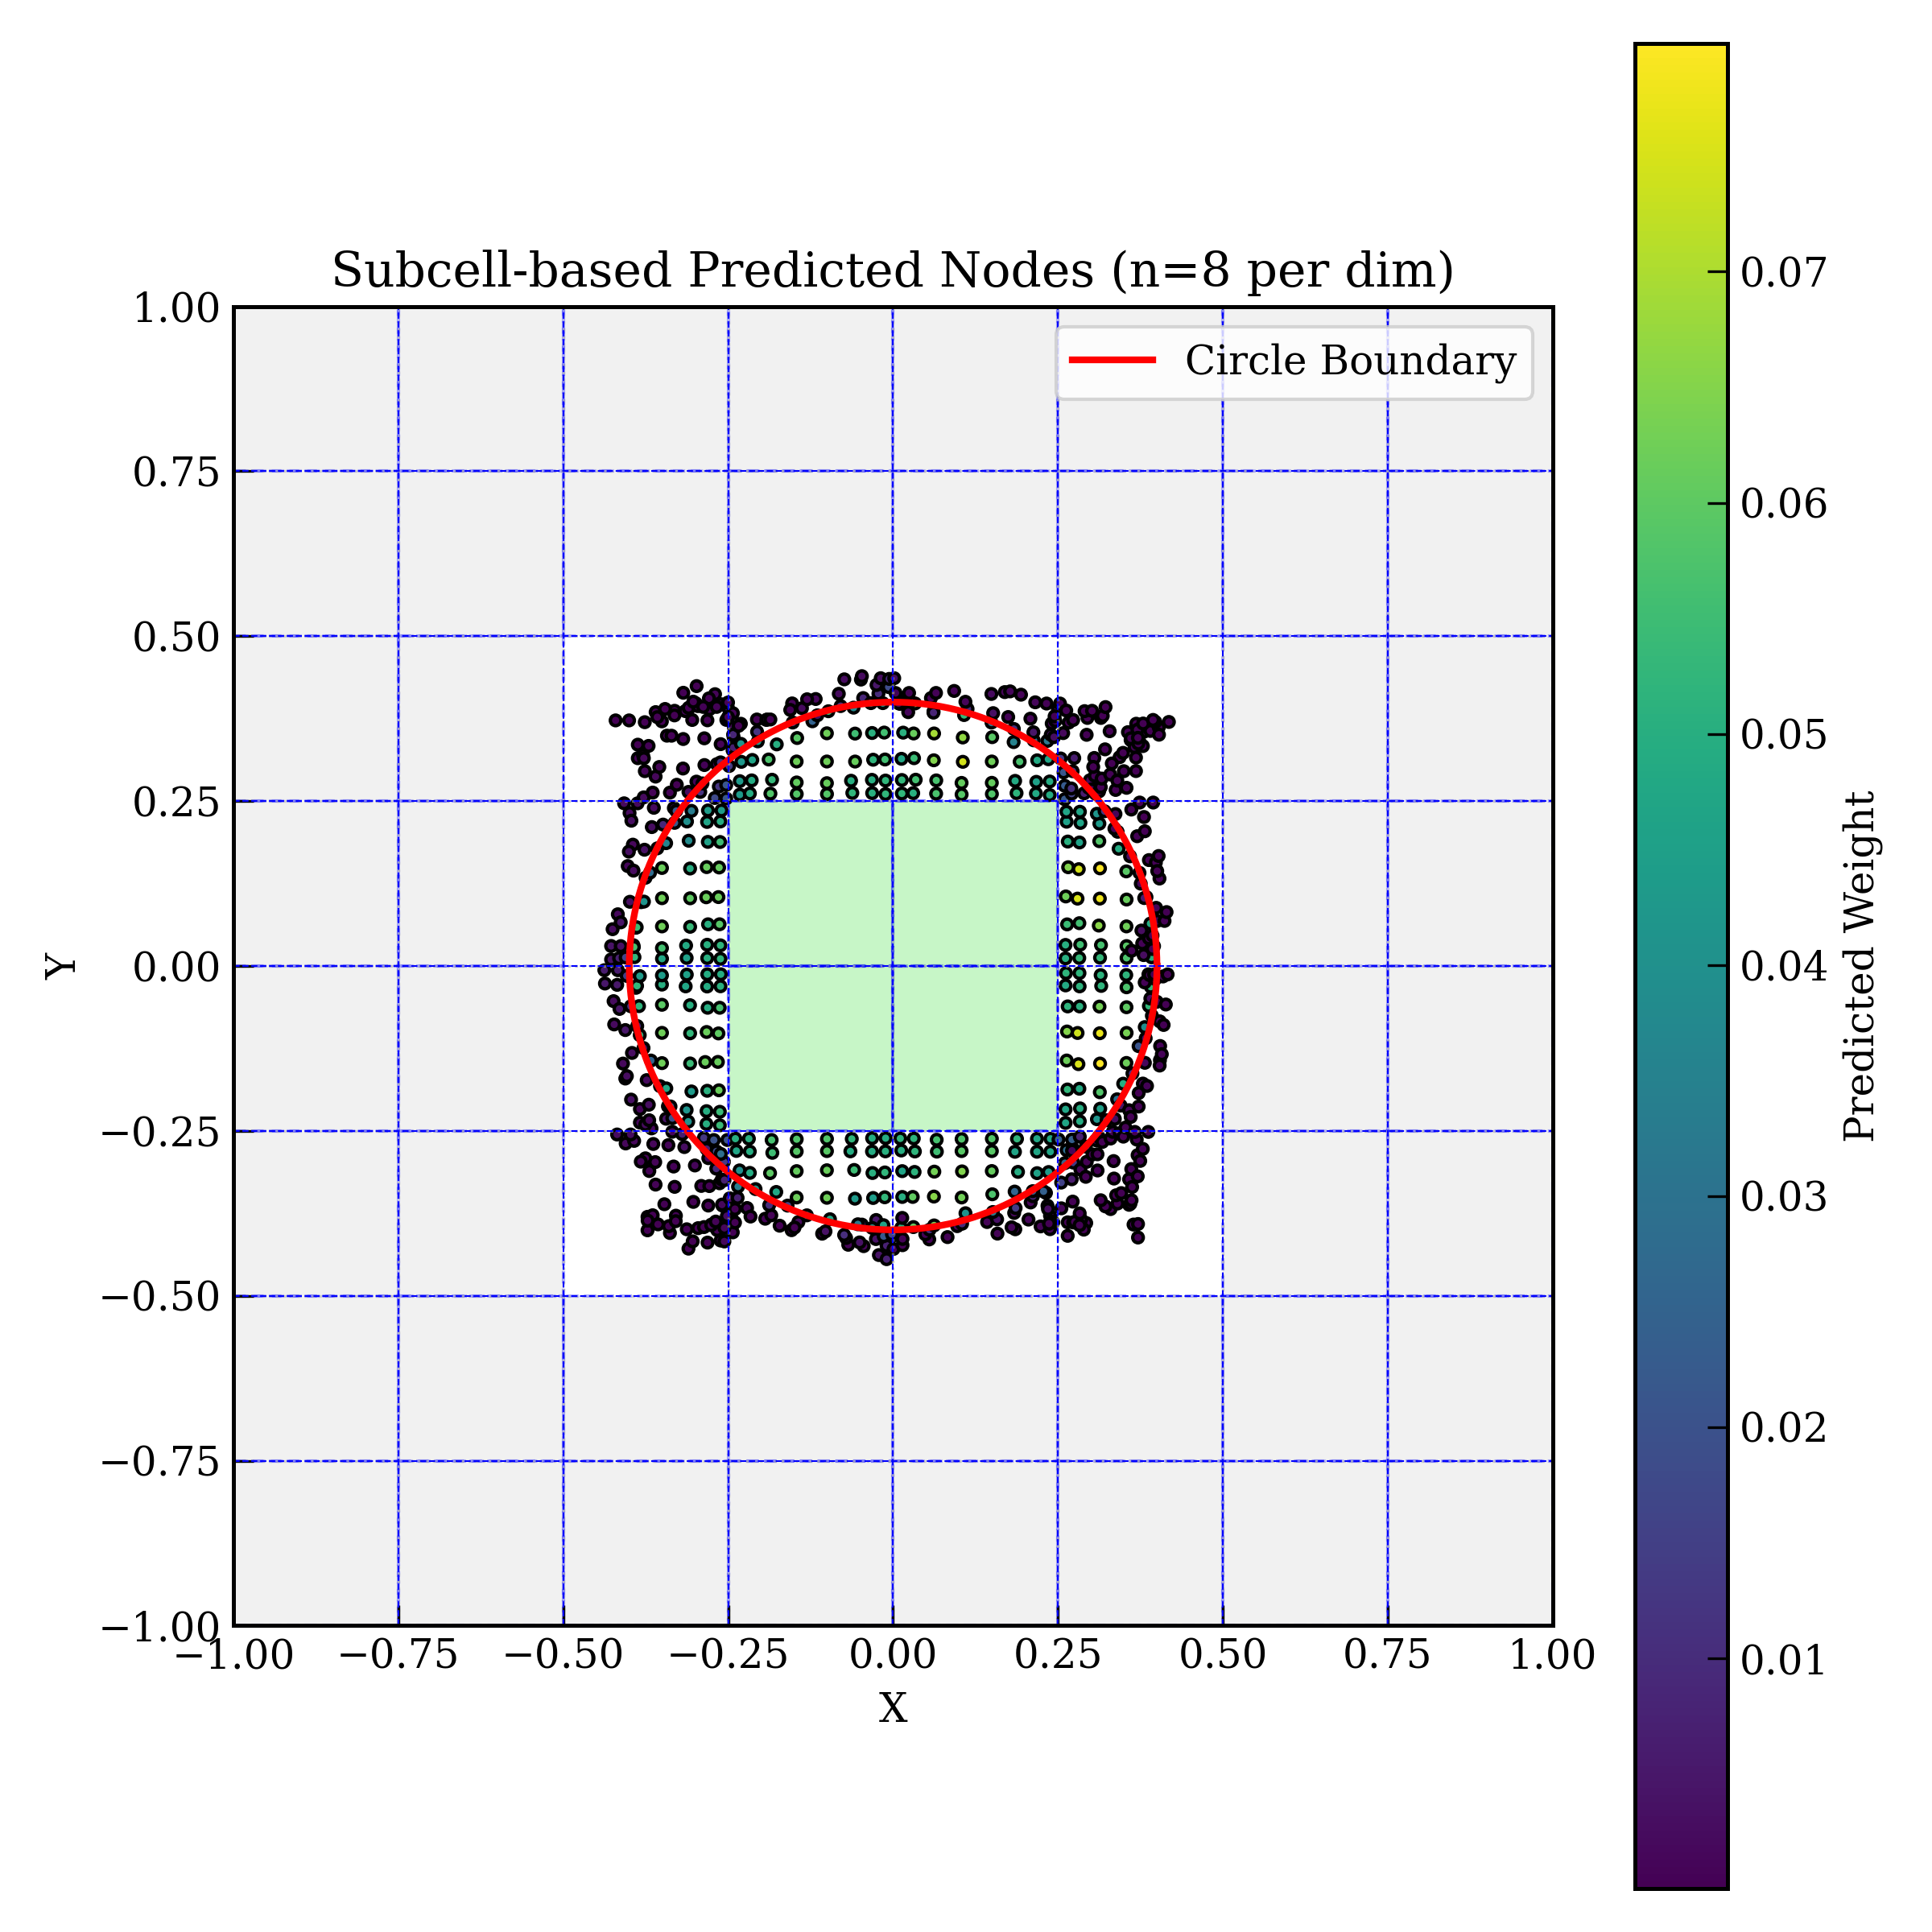 Subcell-based Predicted Nodes (n=8 per dim)
Circle Boundary
1.00
0.75
0.50
0.25
0.00
−0.25
−0.50
−0.75
−1.00
Y
−1.00 −0.75 −0.50 −0.25 0.00 0.25 0.50 0.75 1.00
X
0.07
0.06
0.05
0.04
0.03
0.02
0.01
Predicted Weight